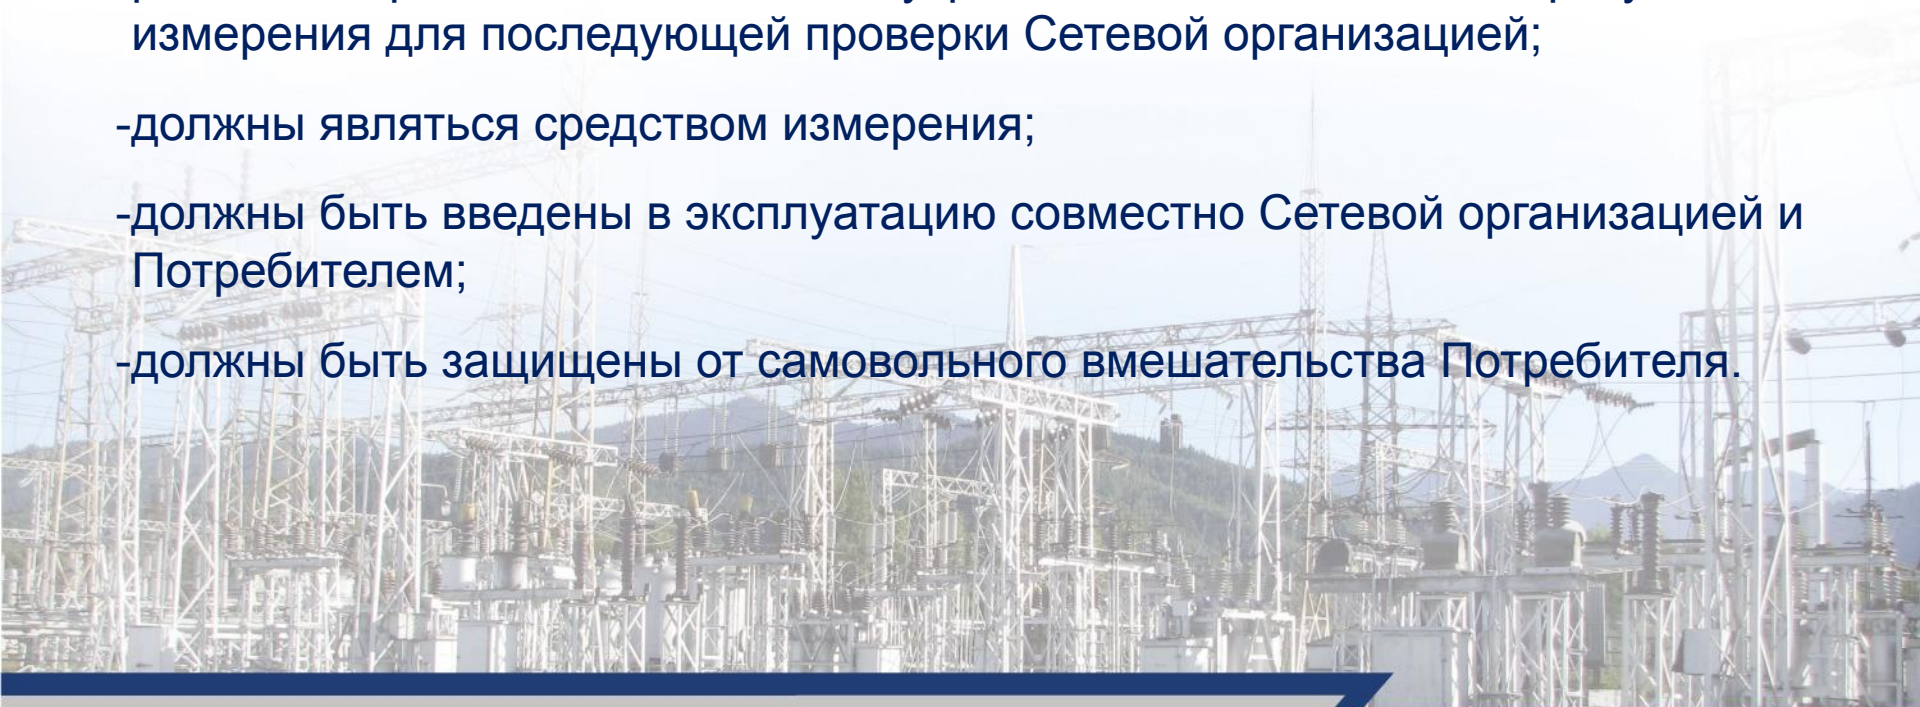 измерения для последующей проверки Сетевой организацией;
-должны являться средством измерения;
-должны быть введены в эксплуатацию совместно Сетевой организацией и
Потребителем;
-должны быть защищены от самовольного вмешательства Потребителя.